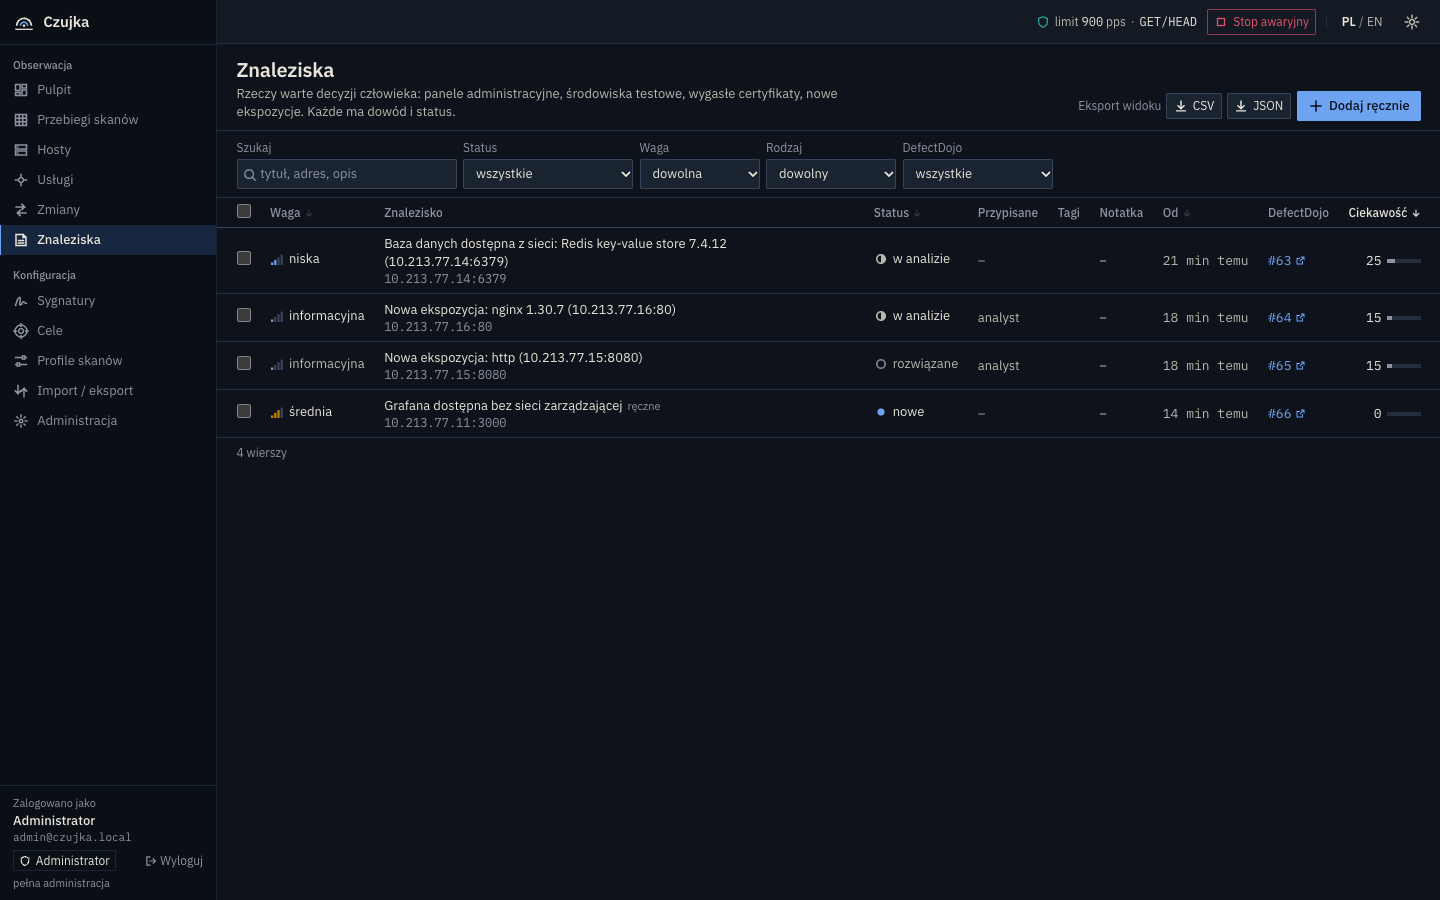 Czujka
limit 900 pps · GET/HEAD
Stop awaryjny
PL / EN
Obserwacja
Pulpit
Przebiegi skanów
Hosty
Usługi
Zmiany
Znaleziska
Konfiguracja
Sygnatury
Cele
Profile skanów
Import / eksport
Administracja
Zalogowano jako
Administrator
admin@czujka.local
Administrator
Wyloguj
pełna administracja
Znaleziska
Rzeczy warte decyzji człowieka: panele administracyjne, środowiska testowe, wygasłe certyfikaty, nowe
ekspozycje. Każde ma dowód i status.
Eksport widoku
CSV
JSON
Dodaj ręcznie
Szukaj Status Waga Rodzaj DefectDojo
tytuł, adres, opis wszystkie dowolna dowolny wszystkie
Waga ↓ Znalezisko Status ↓ Przypisane Tagi Notatka Od ↓ DefectDojo Ciekawość ↓
niska
Baza danych dostępna z sieci: Redis key-value store 7.4.12
(10.213.77.14:6379)
10.213.77.14:6379
w analizie – – 21 min temu #63 25
informacyjna
Nowa ekspozycja: nginx 1.30.7 (10.213.77.16:80)
10.213.77.16:80
w analizie analyst – 18 min temu #64 15
informacyjna
Nowa ekspozycja: http (10.213.77.15:8080)
10.213.77.15:8080
rozwiązane analyst – 18 min temu #65 15
średnia
Grafana dostępna bez sieci zarządzającej ręczne
10.213.77.11:3000
nowe – – 14 min temu #66 0
4 wierszy